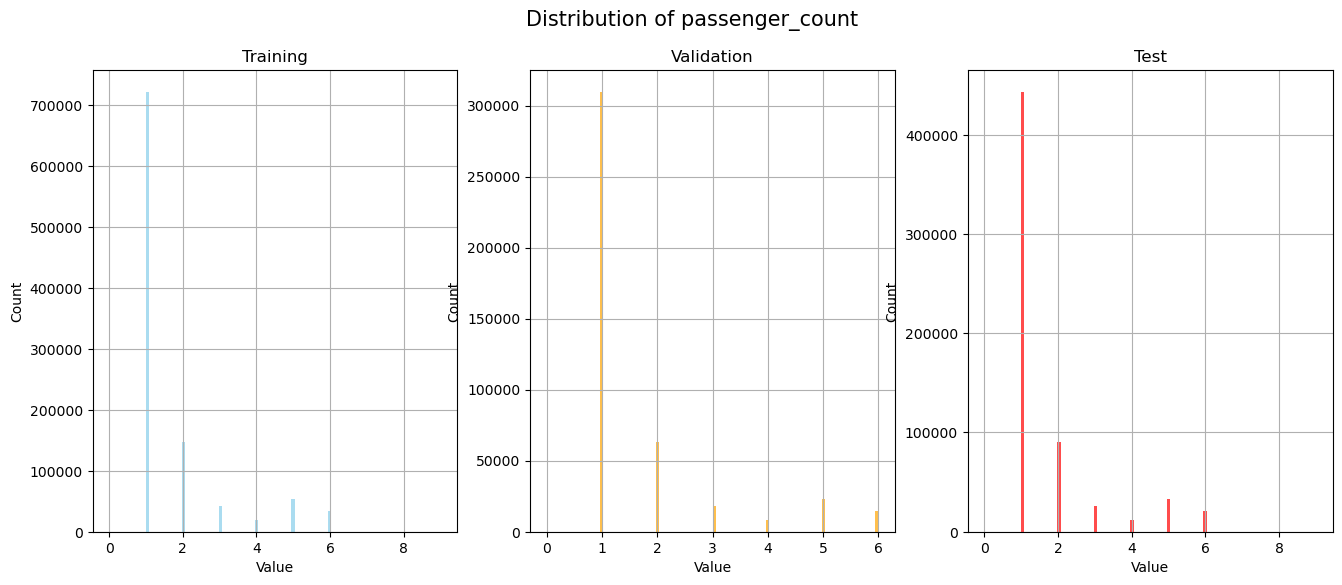 Distribution of passenger_count
Training
700000
600000
500000
400000
300000
200000
100000
0
Count
0 2 4 6 8
Value
Validation
300000
250000
200000
150000
100000
50000
0
Count
0 1 2 3 4 5 6
Value
Test
400000
300000
200000
100000
0
Count
0 2 4 6 8
Value